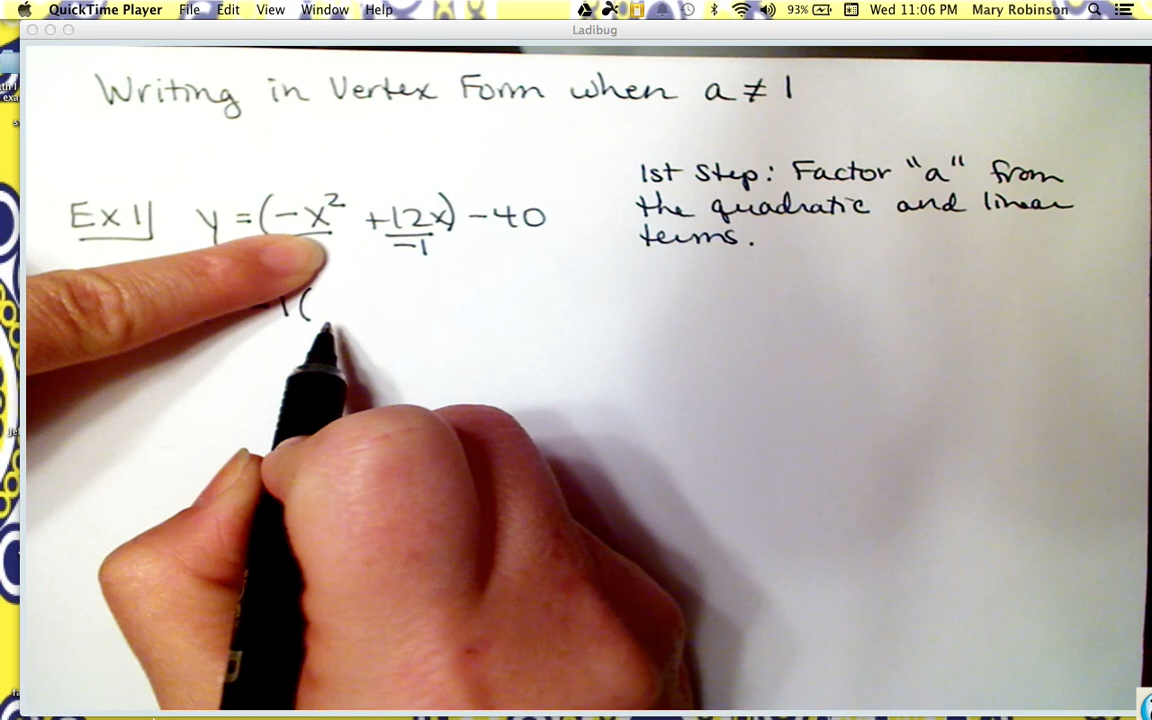 QuickTime Player File Edit View Window Help 93% Wed 11:06 PM Mary Robinson
Ladibug
Writing in Vertex Form when a ≠ 1
1st Step: Factor "a" from
the quadratic and linear
terms.
Ex 1 y = (-x² +12x) - 40
-1
-1(